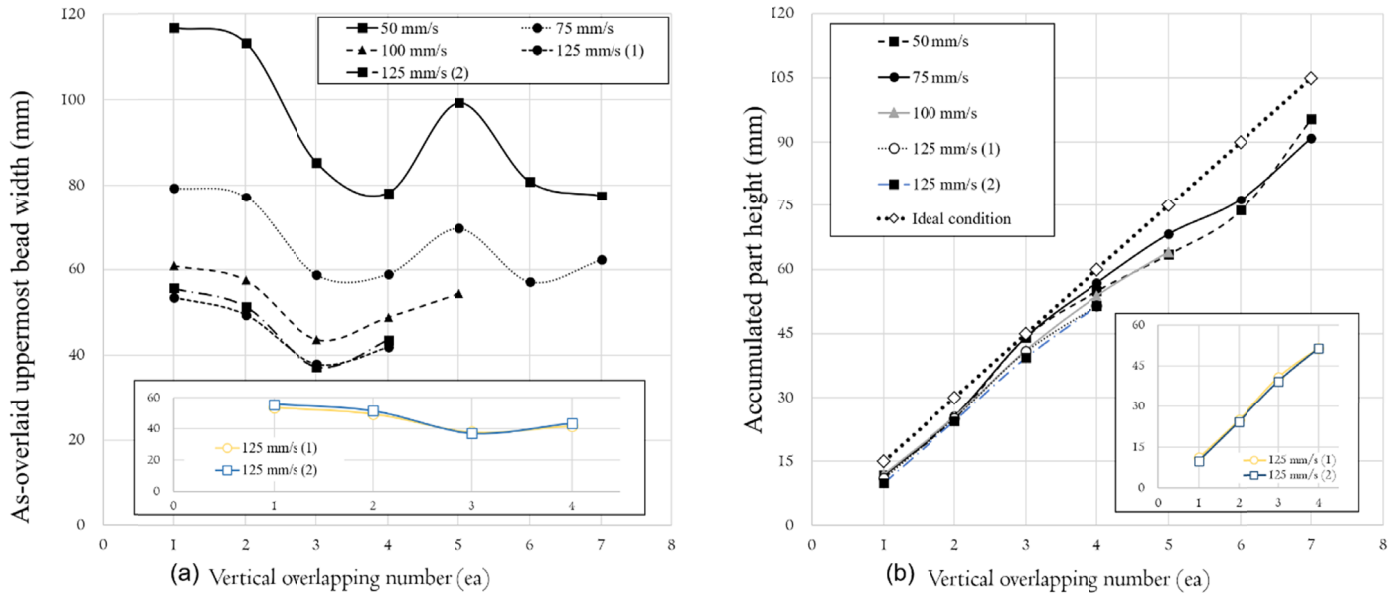 As-overlaid uppermost bead width (mm)
120
100
80
60
40
20
0
50 mm/s
75 mm/s
100 mm/s
125 mm/s (1)
125 mm/s (2)
60
40
20
0
125 mm/s (1)
125 mm/s (2)
0 1 2 3 4
0 1 2 3 4 5 6 7 8
(a) Vertical overlapping number (ea)
Accumulated part height (mm)
120
105
90
75
60
45
30
15
0
50 mm/s
75 mm/s
100 mm/s
125 mm/s (1)
125 mm/s (2)
Ideal condition
60
45
30
15
0
125 mm/s (1)
125 mm/s (2)
0 1 2 3 4
0 1 2 3 4 5 6 7 8
(b) Vertical overlapping number (ea)